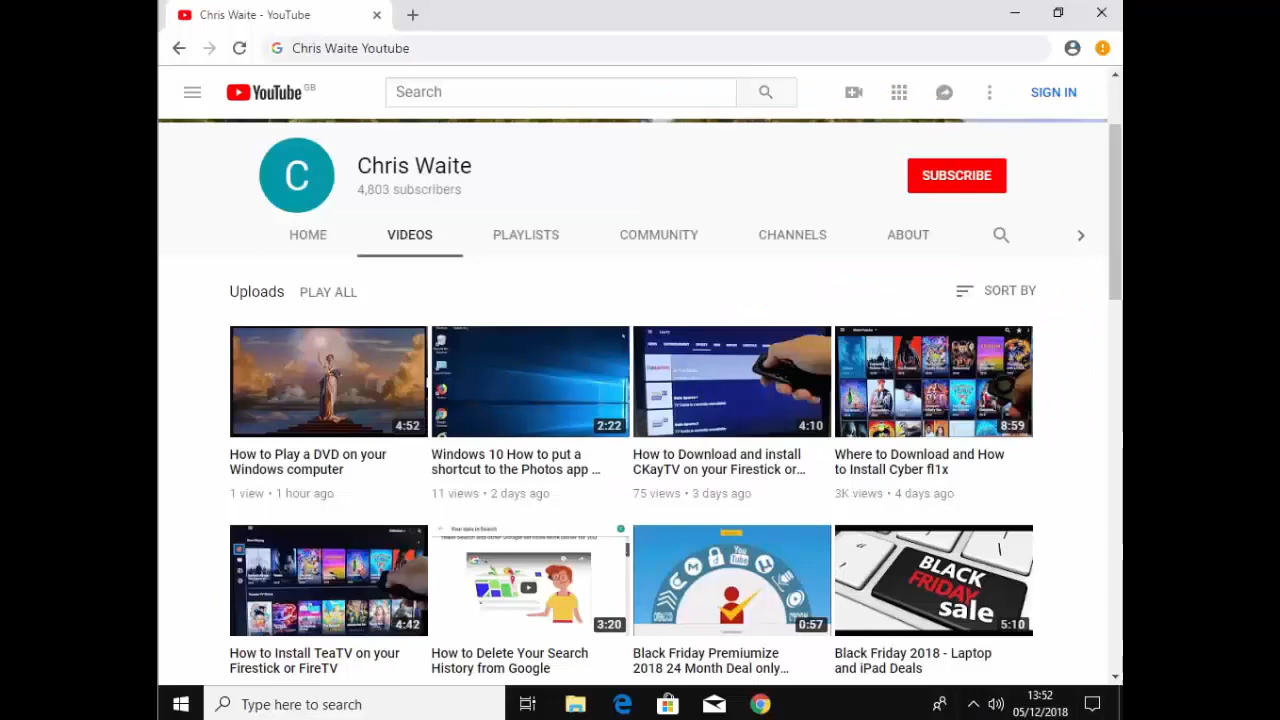 Chris Waite - YouTube
Chris Waite Youtube
YouTube GB
Search
SIGN IN
C
Chris Waite
4,803 subscribers
SUBSCRIBE
HOME
VIDEOS
PLAYLISTS
COMMUNITY
CHANNELS
ABOUT
Uploads
PLAY ALL
SORT BY
4:52
2:22
4:10
8:59
How to Play a DVD on your
Windows computer
1 view • 1 hour ago
Windows 10 How to put a
shortcut to the Photos app ...
11 views • 2 days ago
How to Download and install
CKayTV on your Firestick or...
75 views • 3 days ago
Where to Download and How
to Install Cyber fl1x
3K views • 4 days ago
4:42
Your data in Search
3:20
You
Tube
0:57
BLACK
FRIDAY
sale
5:10
How to Install TeaTV on your
Firestick or FireTV
How to Delete Your Search
History from Google
Black Friday Premiumize
2018 24 Month Deal only...
Black Friday 2018 - Laptop
and iPad Deals
Type here to search
13:52
05/12/2018